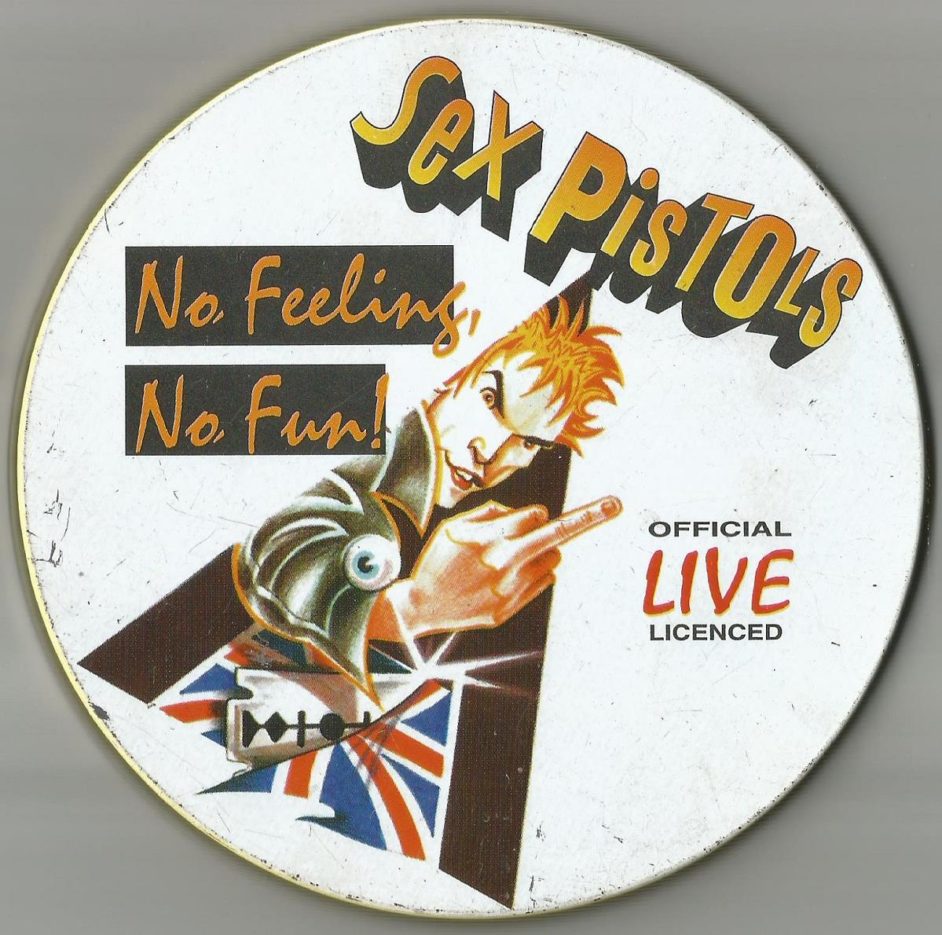 Sex Pistols
No Feeling,
No Fun!
OFFICIAL
LIVE
LICENCED